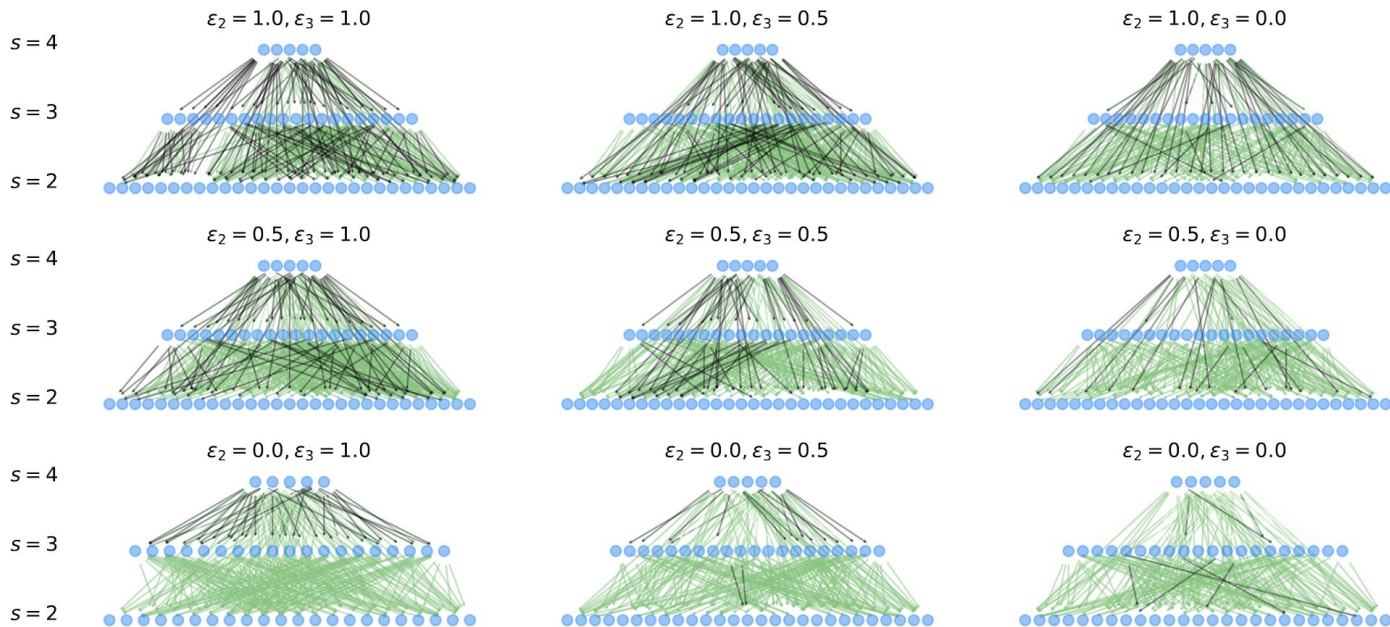 ε₂ = 1.0, ε₃ = 1.0
ε₂ = 1.0, ε₃ = 0.5
ε₂ = 1.0, ε₃ = 0.0
s = 4
s = 3
s = 2
ε₂ = 0.5, ε₃ = 1.0
ε₂ = 0.5, ε₃ = 0.5
ε₂ = 0.5, ε₃ = 0.0
s = 4
s = 3
s = 2
ε₂ = 0.0, ε₃ = 1.0
ε₂ = 0.0, ε₃ = 0.5
ε₂ = 0.0, ε₃ = 0.0
s = 4
s = 3
s = 2